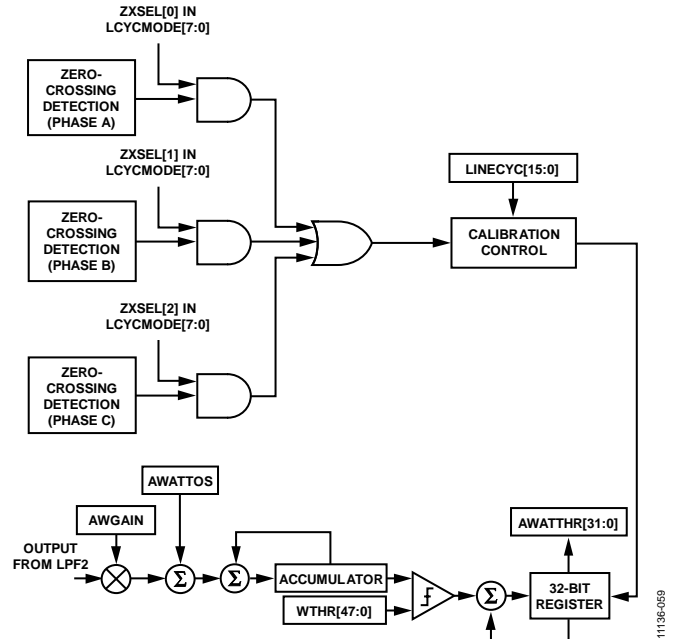 ZXSEL[0] IN
LCYCMODE[7:0]
ZERO-
CROSSING
DETECTION
(PHASE A)
ZXSEL[1] IN
LCYCMODE[7:0]
ZERO-
CROSSING
DETECTION
(PHASE B)
LINECYC[15:0]
CALIBRATION
CONTROL
ZXSEL[2] IN
LCYCMODE[7:0]
ZERO-
CROSSING
DETECTION
(PHASE C)
AWATTOS
AWGAIN
AWATTHR[31:0]
OUTPUT
FROM LPF2
Σ
Σ
ACCUMULATOR
WTHR[47:0]
Σ
32-BIT
REGISTER
11136-059